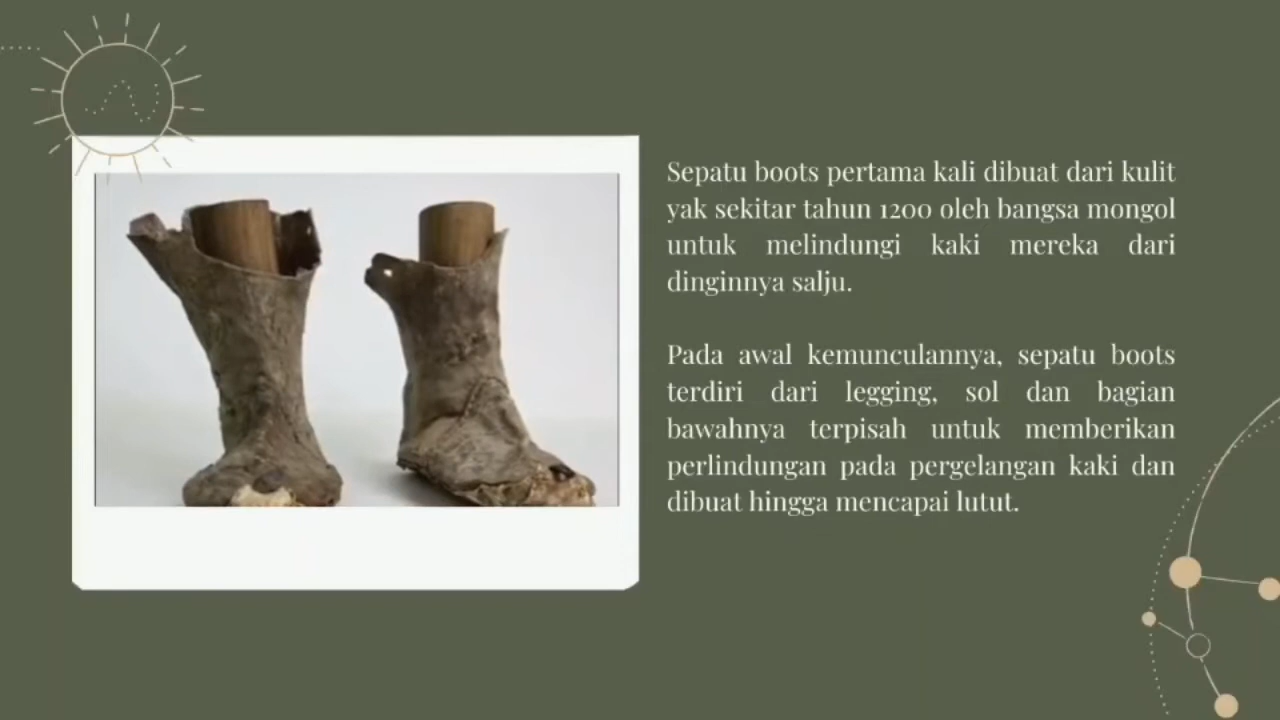 Sepatu boots pertama kali dibuat dari kulit
yak sekitar tahun 1200 oleh bangsa mongol
untuk melindungi kaki mereka dari
dinginnya salju.
Pada awal kemunculannya, sepatu boots
terdiri dari legging, sol dan bagian
bawahnya terpisah untuk memberikan
perlindungan pada pergelangan kaki dan
dibuat hingga mencapai lutut.